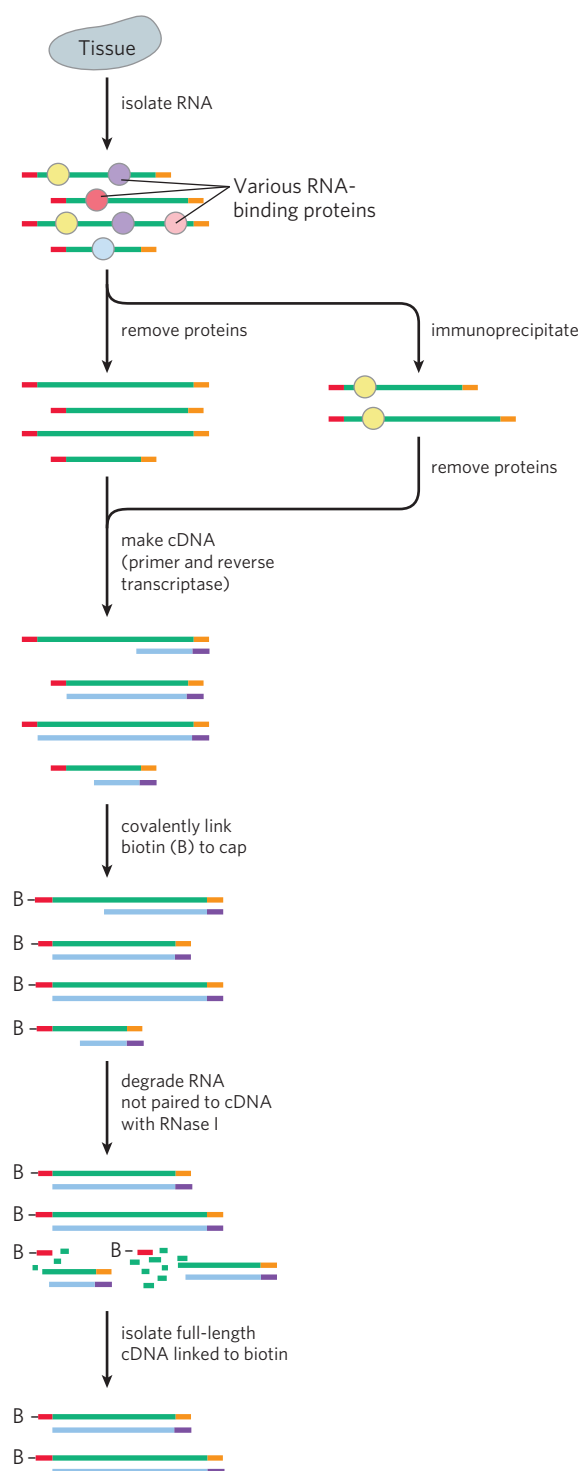 Tissue
isolate RNA
Various RNA-
binding proteins
remove proteins
immunoprecipitate
remove proteins
make cDNA
(primer and reverse
transcriptase)
covalently link
biotin (B) to cap
B
B
B
B
degrade RNA
not paired to cDNA
with RNase I
B
B
B
B
isolate full-length
cDNA linked to biotin
B
B